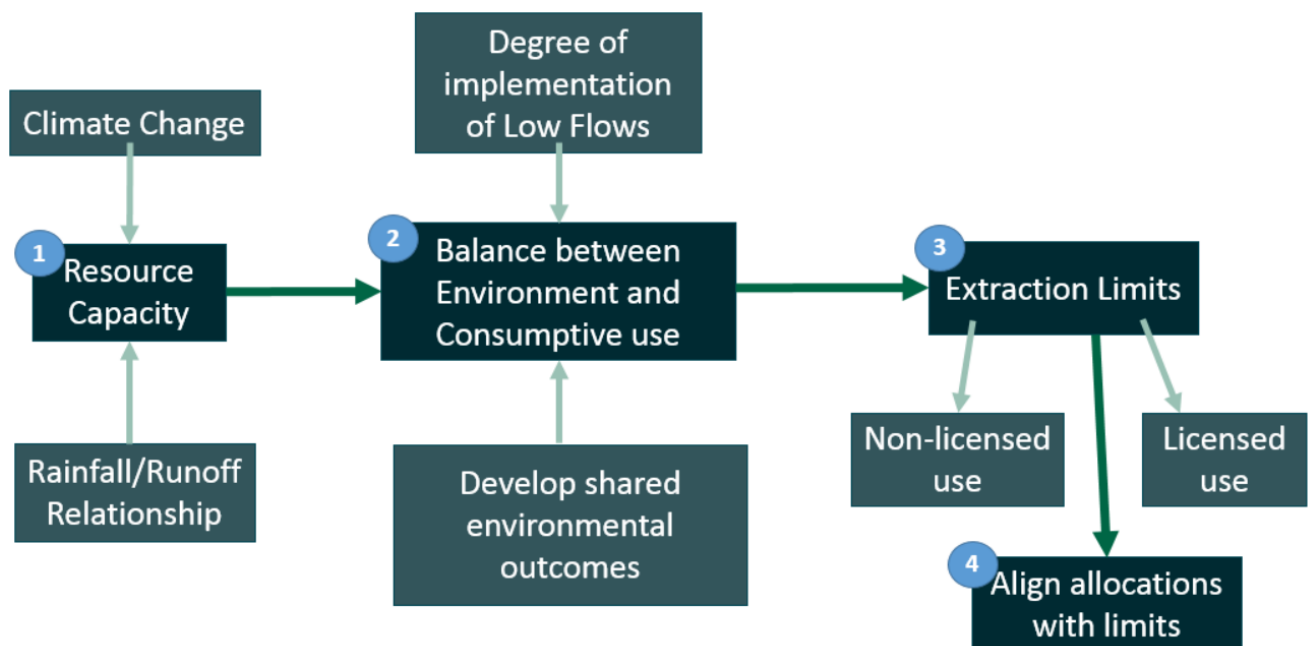 Climate Change
1
Resource
Capacity
Rainfall/Runoff
Relationship
Degree of
implementation
of Low Flows
2
Balance between
Environment and
Consumptive use
Develop shared
environmental
outcomes
3
Extraction Limits
Non-licensed
use
Licensed
use
4
Align allocations
with limits